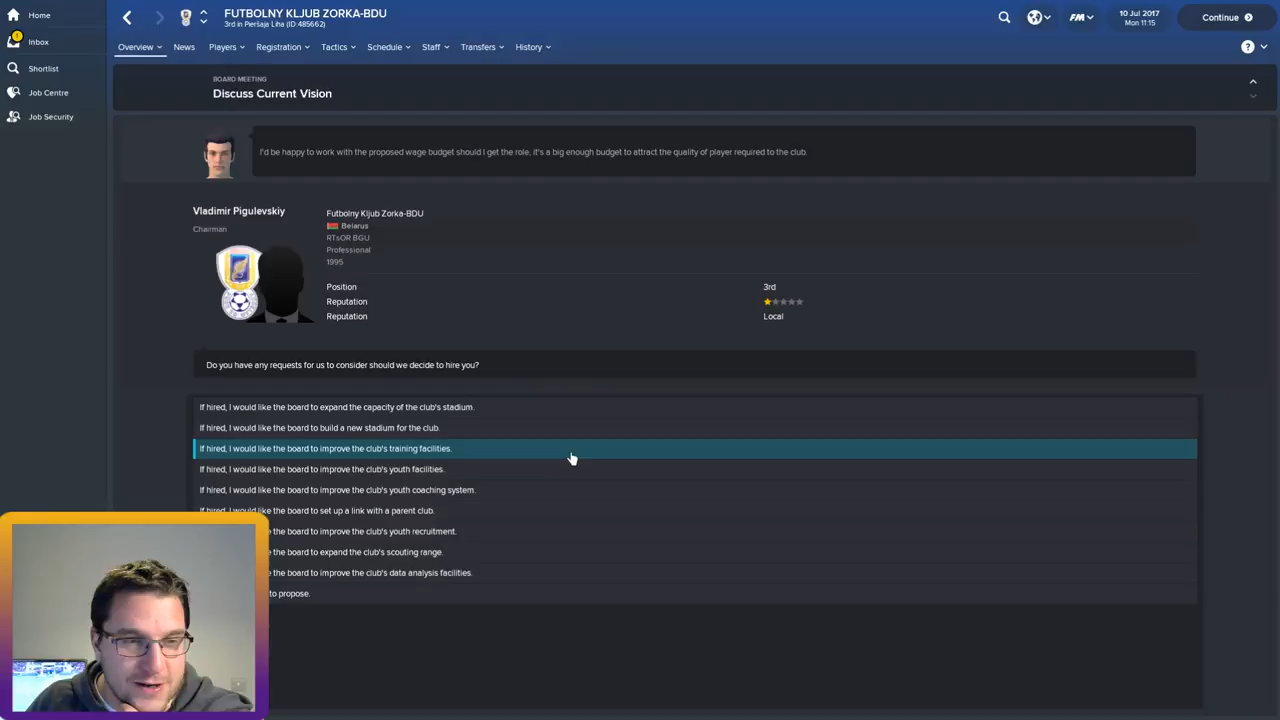 Home
Inbox
Shortlist
Job Centre
Job Security
FUTBOLNY KLJUB ZORKA-BDU
3rd in Pieršaja Liha (ID:485662)
FM
10 Jul 2017
Mon 11:15
Continue
Overview
News
Players
Registration
Tactics
Schedule
Staff
Transfers
History
?
BOARD MEETING
Discuss Current Vision
I'd be happy to work with the proposed wage budget should I get the role, it's a big enough budget to attract the quality of player required to the club.
Vladimir Pigulevskiy
Chairman
Futbolny Kljub Zorka-BDU
Belarus
RTsOR BGU
Professional
1995
Position
3rd
Reputation
Reputation
Local
Do you have any requests for us to consider should we decide to hire you?
If hired, I would like the board to expand the capacity of the club's stadium.
If hired, I would like the board to build a new stadium for the club.
If hired, I would like the board to improve the club's training facilities.
If hired, I would like the board to improve the club's youth facilities.
If hired, I would like the board to improve the club's youth coaching system.
If hired, I would like the board to set up a link with a parent club.
the board to improve the club's youth recruitment.
the board to expand the club's scouting range.
the board to improve the club's data analysis facilities.
to propose.